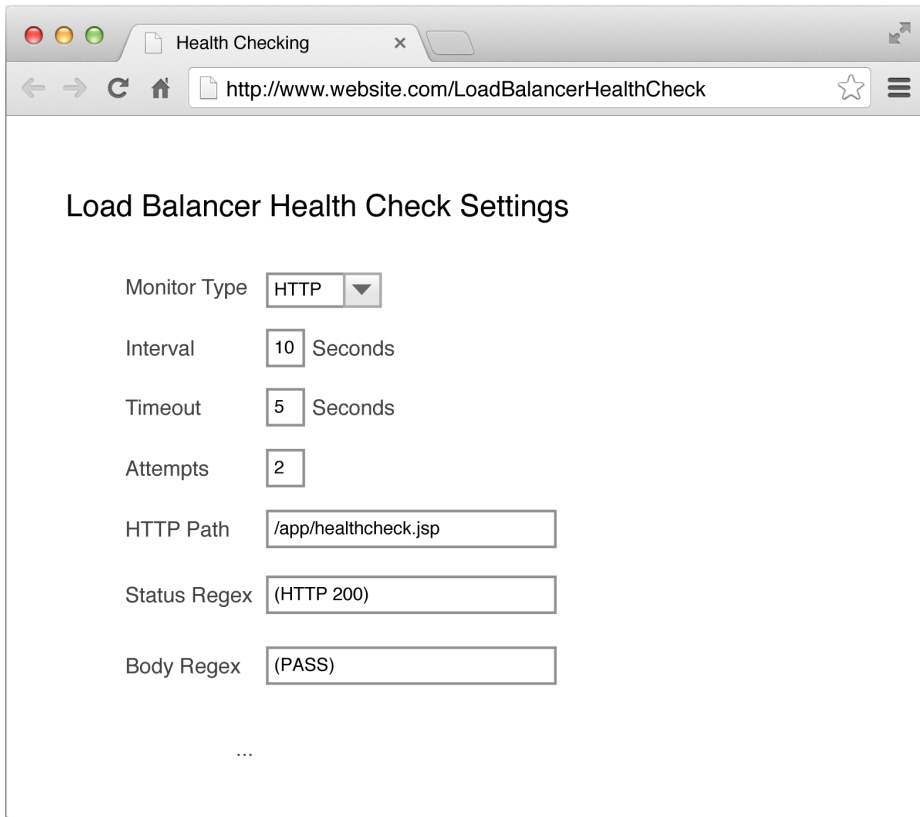 Health Checking
http://www.website.com/LoadBalancerHealthCheck
Load Balancer Health Check Settings
Monitor Type HTTP
Interval 10 Seconds
Timeout 5 Seconds
Attempts 2
HTTP Path /app/healthcheck.jsp
Status Regex (HTTP 200)
Body Regex (PASS)
...